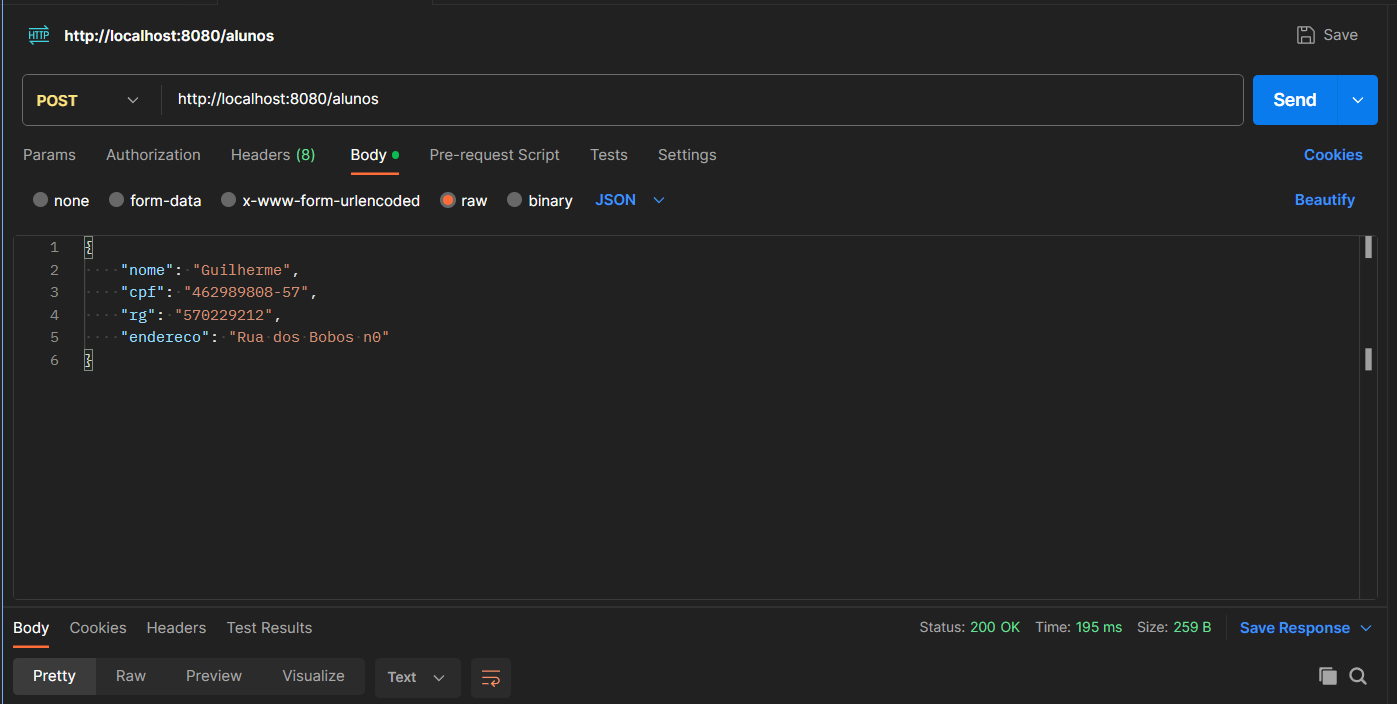 HTTP http://localhost:8080/alunos Save
POST http://localhost:8080/alunos Send
Params Authorization Headers (8) Body Pre-request Script Tests Settings Cookies
none form-data x-www-form-urlencoded raw binary JSON Beautify
1 {
2 "nome": "Guilherme",
3 "cpf": "462989808-57",
4 "rg": "570229212",
5 "endereco": "Rua dos Bobos n0"
6 }
Body Cookies Headers Test Results Status: 200 OK Time: 195 ms Size: 259 B Save Response
Pretty Raw Preview Visualize Text